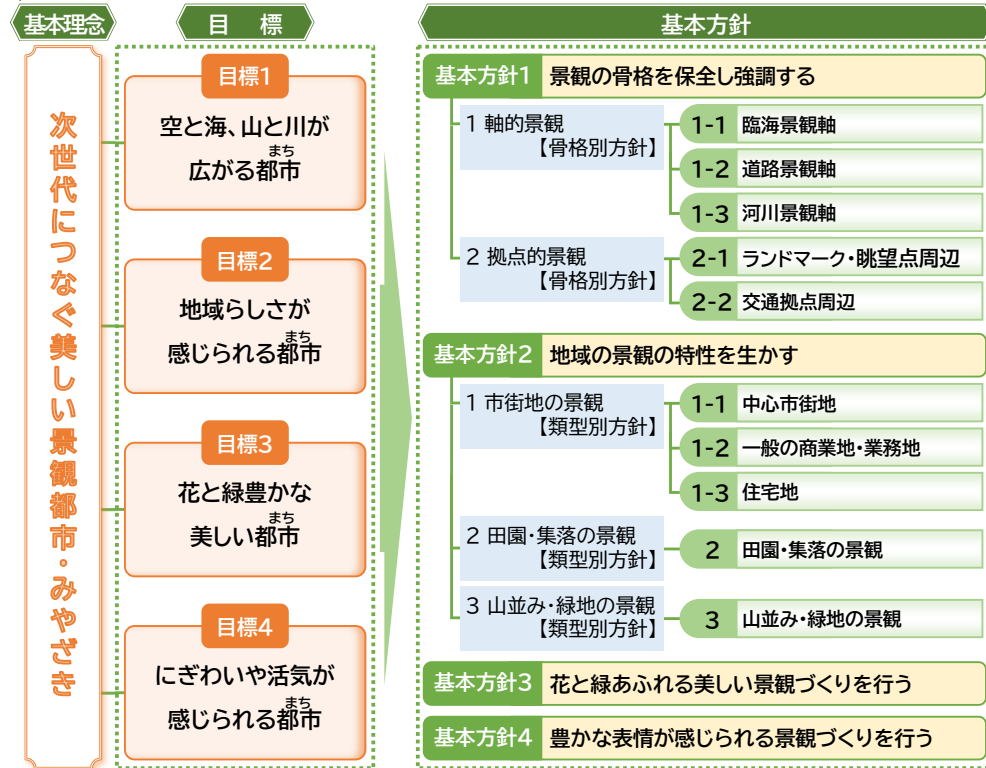 基本理念
目 標
基本方針
次世代につなぐ美しい景観都市・みやざき
目標1
空と海、山と川が
広がる都市
まち
目標2
地域らしさが
感じられる都市
まち
目標3
花と緑豊かな
美しい都市
まち
目標4
にぎわいや活気が
感じられる都市
まち
基本方針1 景観の骨格を保全し強調する
1 軸的景観
【骨格別方針】
1-1 臨海景観軸
1-2 道路景観軸
1-3 河川景観軸
2 拠点的景観
【骨格別方針】
2-1 ランドマーク・眺望点周辺
2-2 交通拠点周辺
基本方針2 地域の景観の特性を生かす
1 市街地の景観
【類型別方針】
1-1 中心市街地
1-2 一般の商業地・業務地
1-3 住宅地
2 田園・集落の景観
【類型別方針】
2 田園・集落の景観
3 山並み・緑地の景観
【類型別方針】
3 山並み・緑地の景観
基本方針3 花と緑あふれる美しい景観づくりを行う
基本方針4 豊かな表情が感じられる景観づくりを行う